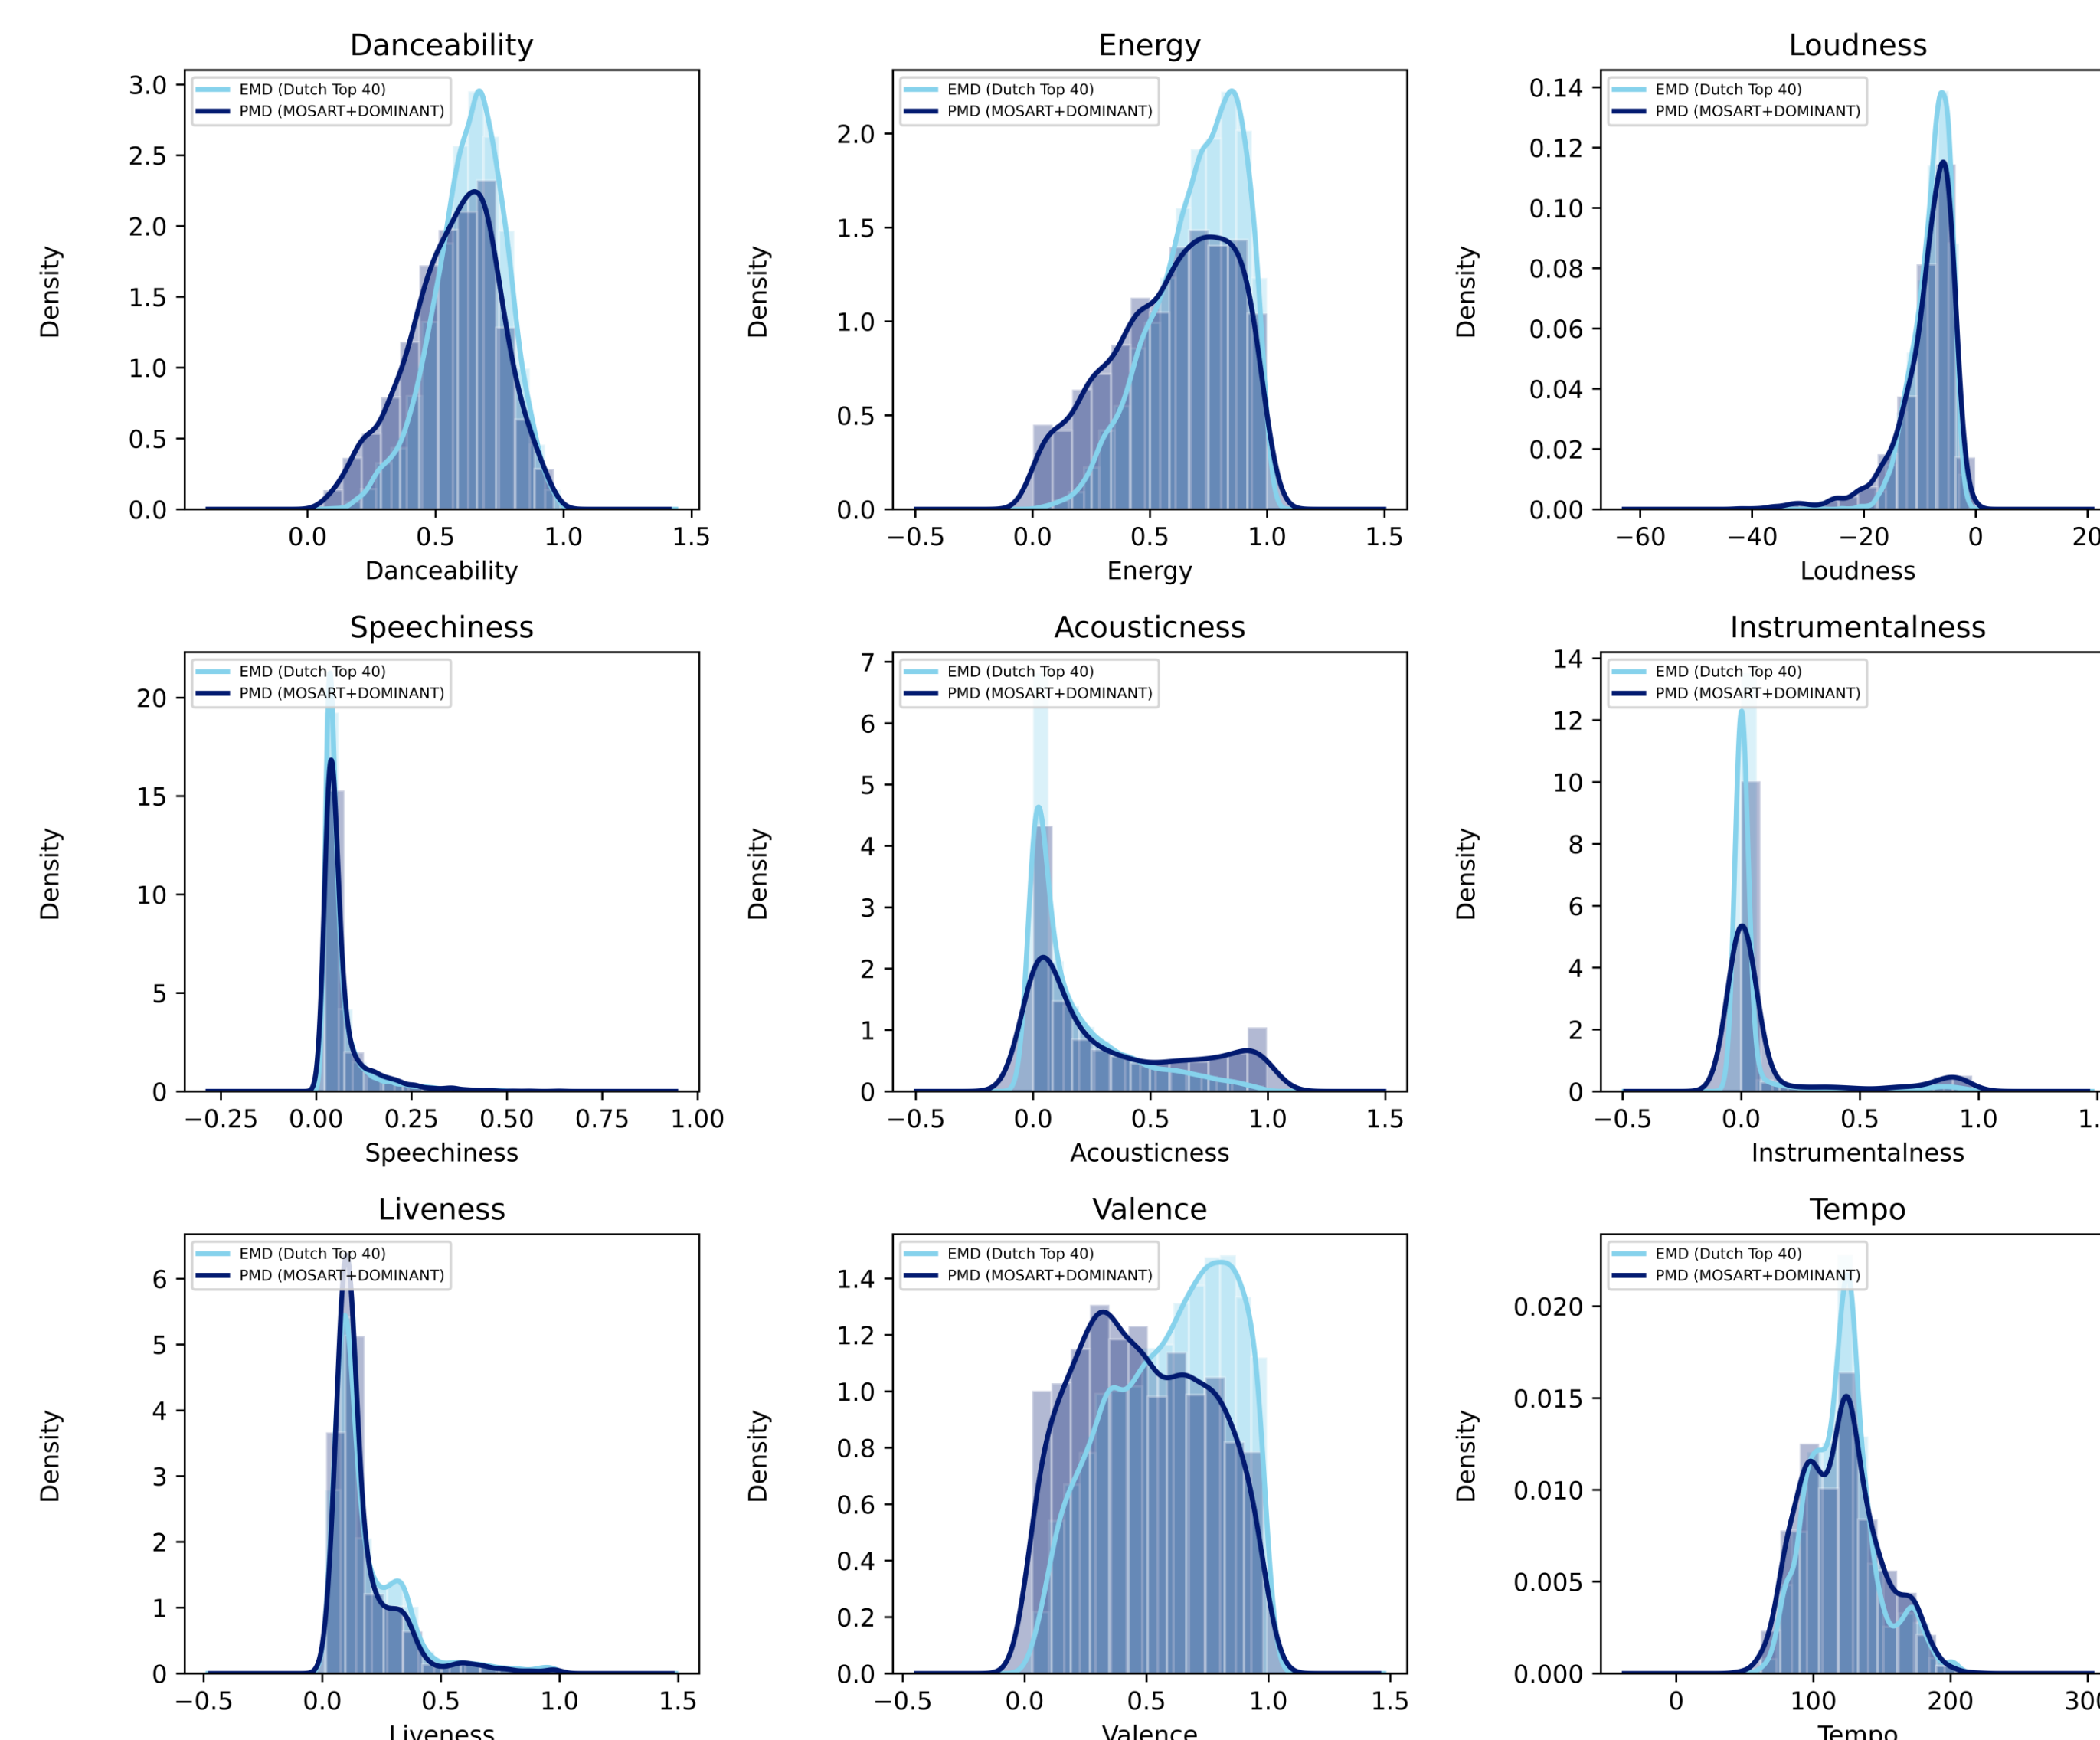 Danceability
EMD (Dutch Top 40)
PMD (MOSART+DOMINANT)
3.0
2.5
2.0
1.5
1.0
0.5
0.0
Density
0.0 0.5 1.0 1.5
Danceability
Energy
EMD (Dutch Top 40)
PMD (MOSART+DOMINANT)
2.0
1.5
1.0
0.5
0.0
Density
−0.5 0.0 0.5 1.0 1.5
Energy
Loudness
EMD (Dutch Top 40)
PMD (MOSART+DOMINANT)
0.14
0.12
0.10
0.08
0.06
0.04
0.02
0.00
Density
−60 −40 −20 0 20
Loudness
Speechiness
EMD (Dutch Top 40)
PMD (MOSART+DOMINANT)
20
15
10
5
0
Density
−0.25 0.00 0.25 0.50 0.75 1.00
Speechiness
Acousticness
EMD (Dutch Top 40)
PMD (MOSART+DOMINANT)
7
6
5
4
3
2
1
0
Density
−0.5 0.0 0.5 1.0 1.5
Acousticness
Instrumentalness
EMD (Dutch Top 40)
PMD (MOSART+DOMINANT)
14
12
10
8
6
4
2
0
Density
−0.5 0.0 0.5 1.0
Instrumentalness
Liveness
EMD (Dutch Top 40)
PMD (MOSART+DOMINANT)
6
5
4
3
2
1
0
Density
−0.5 0.0 0.5 1.0 1.5
Liveness
Valence
EMD (Dutch Top 40)
PMD (MOSART+DOMINANT)
1.4
1.2
1.0
0.8
0.6
0.4
0.2
0.0
Density
−0.5 0.0 0.5 1.0 1.5
Valence
Tempo
EMD (Dutch Top 40)
PMD (MOSART+DOMINANT)
0.020
0.015
0.010
0.005
0.000
Density
0 100 200 300
Tempo